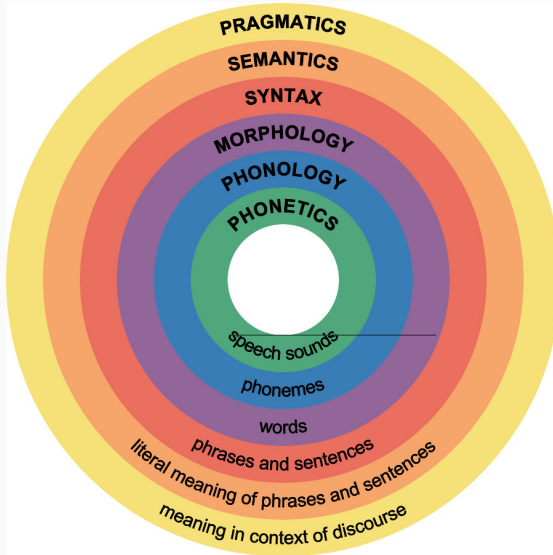 PRAGMATICS
SEMANTICS
SYNTAX
MORPHOLOGY
PHONOLOGY
PHONETICS
speech sounds
phonemes
words
phrases and sentences
literal meaning of phrases and sentences
meaning in context of discourse